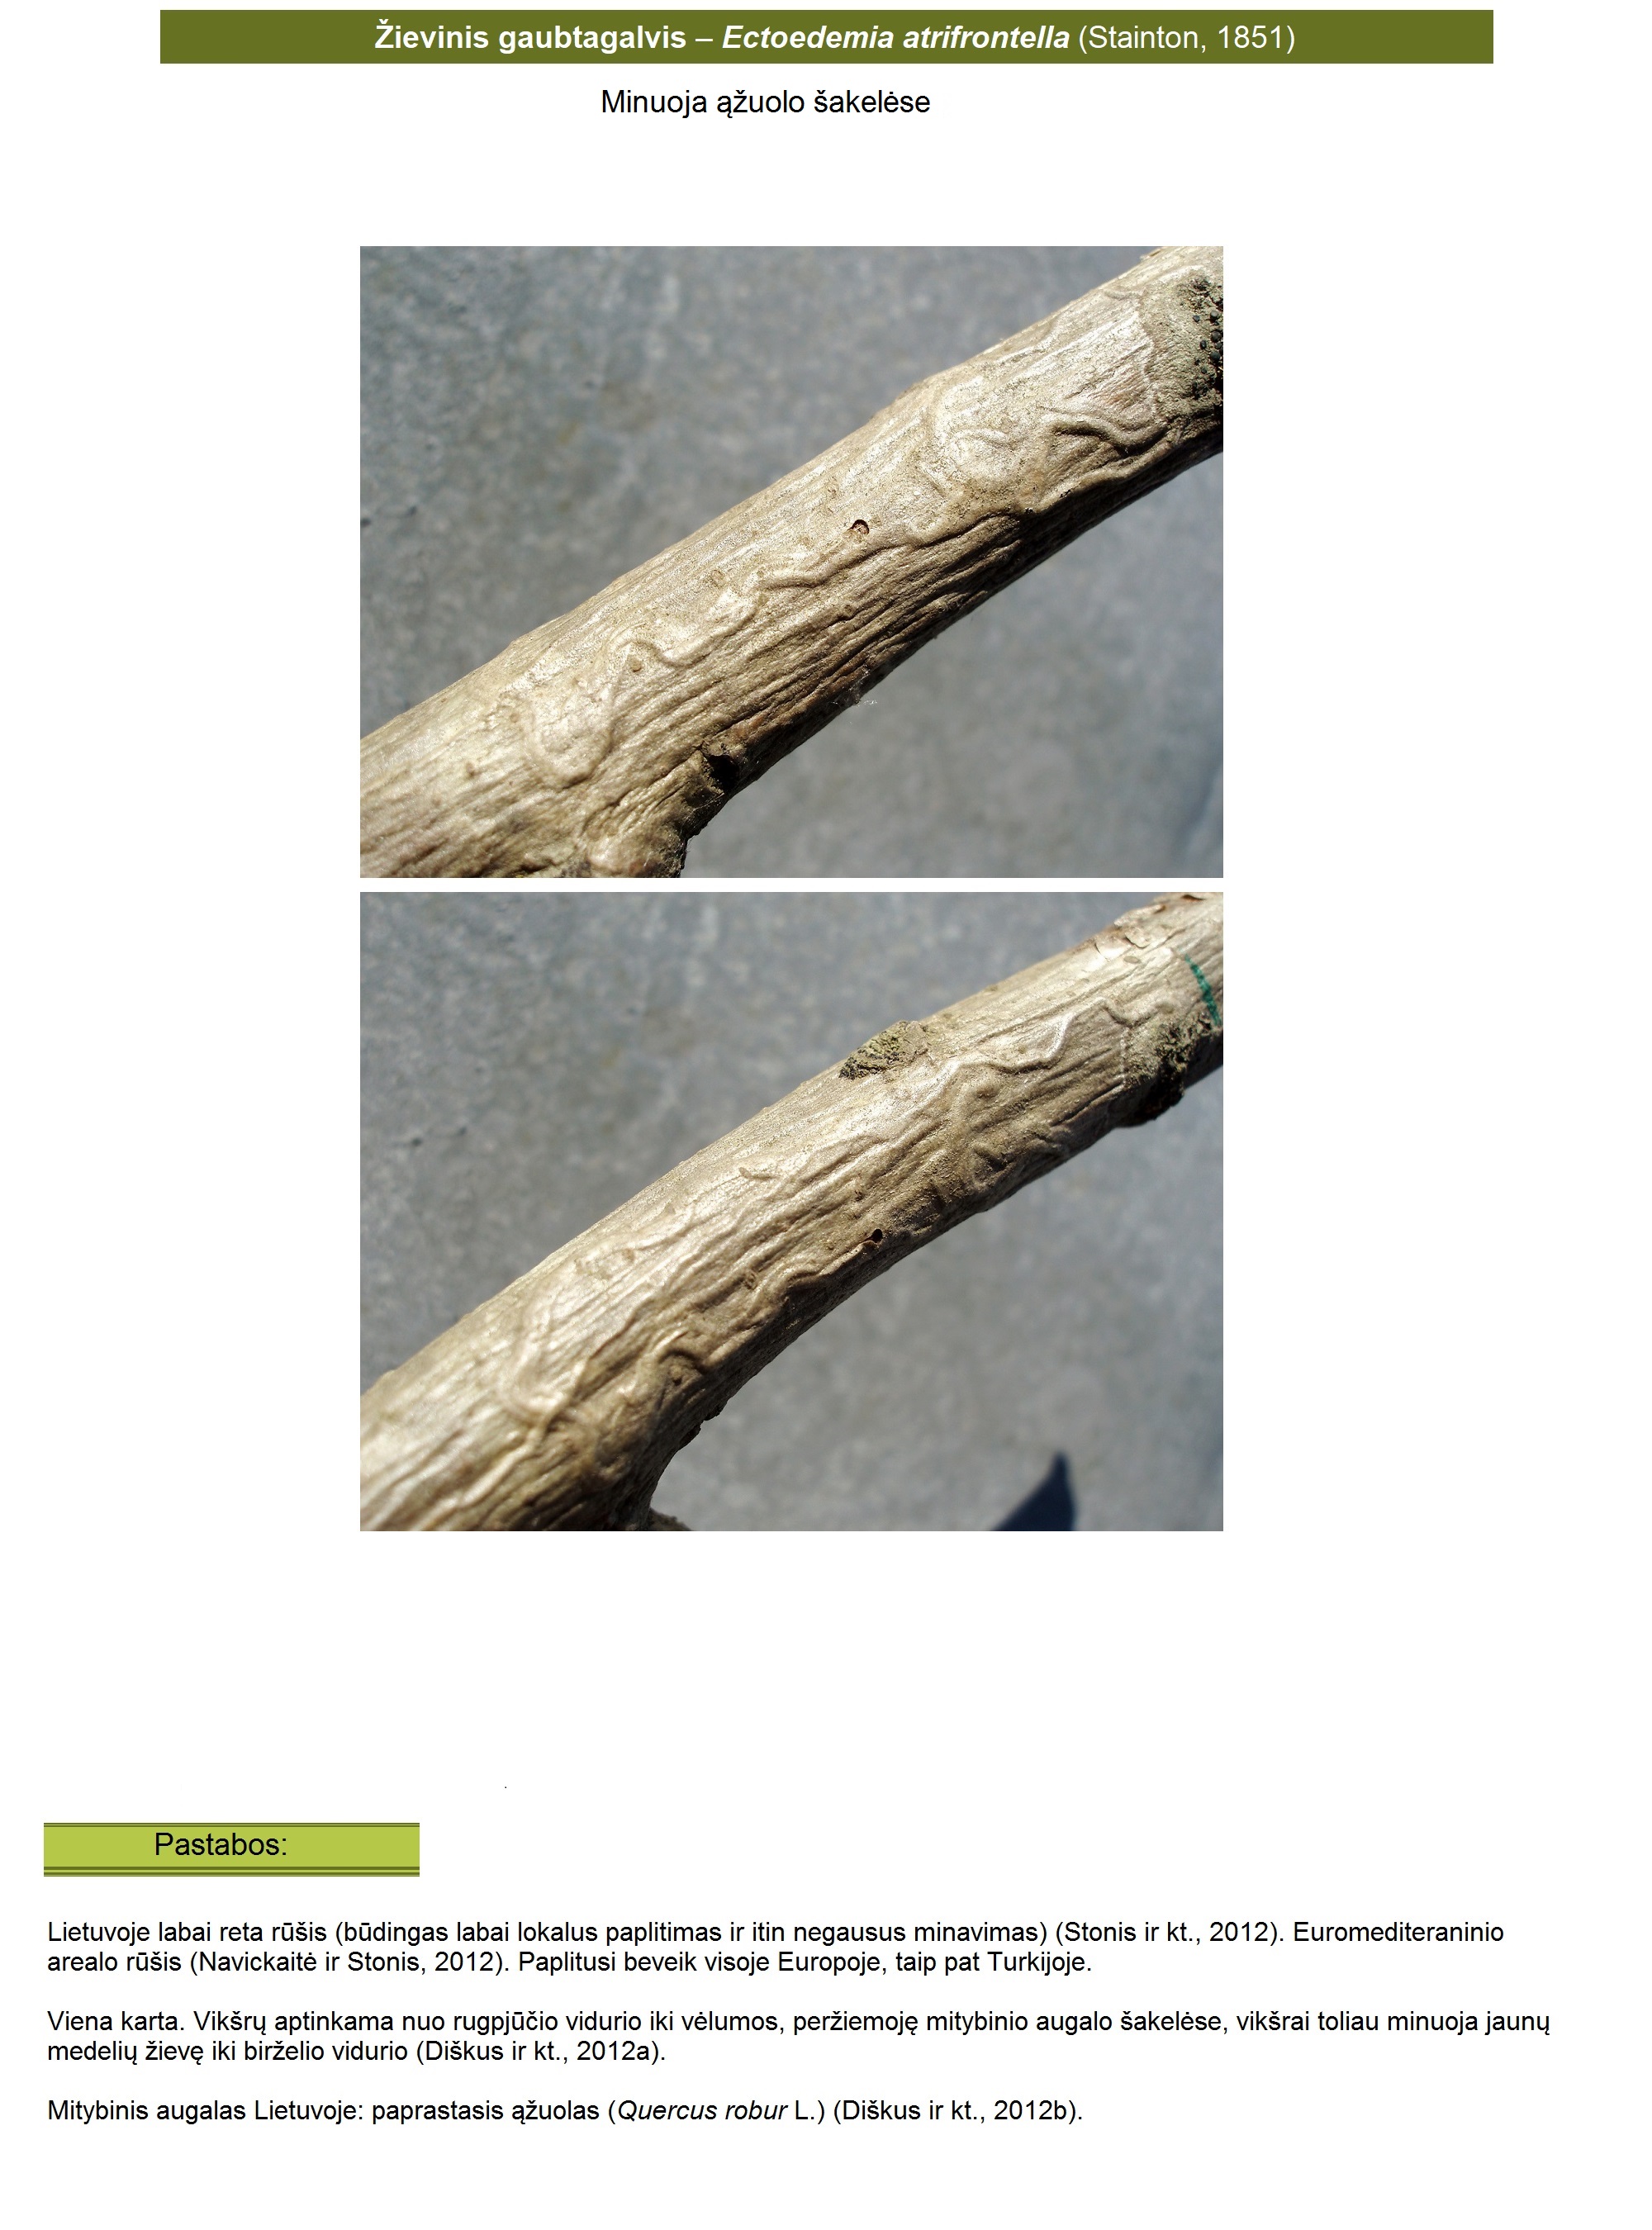 Žievinis gaubtagalvis – Ectoedemia atrifrontella (Stainton, 1851)
Minuoja ąžuolo šakelėse
Pastabos:
Lietuvoje labai reta rūšis (būdingas labai lokalus paplitimas ir itin negausus minavimas) (Stonis ir kt., 2012). Euromediteraninio
arealo rūšis (Navickaitė ir Stonis, 2012). Paplitusi beveik visoje Europoje, taip pat Turkijoje.
Viena karta. Vikšrų aptinkama nuo rugpjūčio vidurio iki vėlumos, peržiemoję mitybinio augalo šakelėse, vikšrai toliau minuoja jaunų
medelių žievę iki birželio vidurio (Diškus ir kt., 2012a).
Mitybinis augalas Lietuvoje: paprastasis ąžuolas (Quercus robur L.) (Diškus ir kt., 2012b).